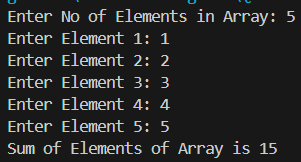 Enter No of Elements in Array: 5
Enter Element 1: 1
Enter Element 2: 2
Enter Element 3: 3
Enter Element 4: 4
Enter Element 5: 5
Sum of Elements of Array is 15